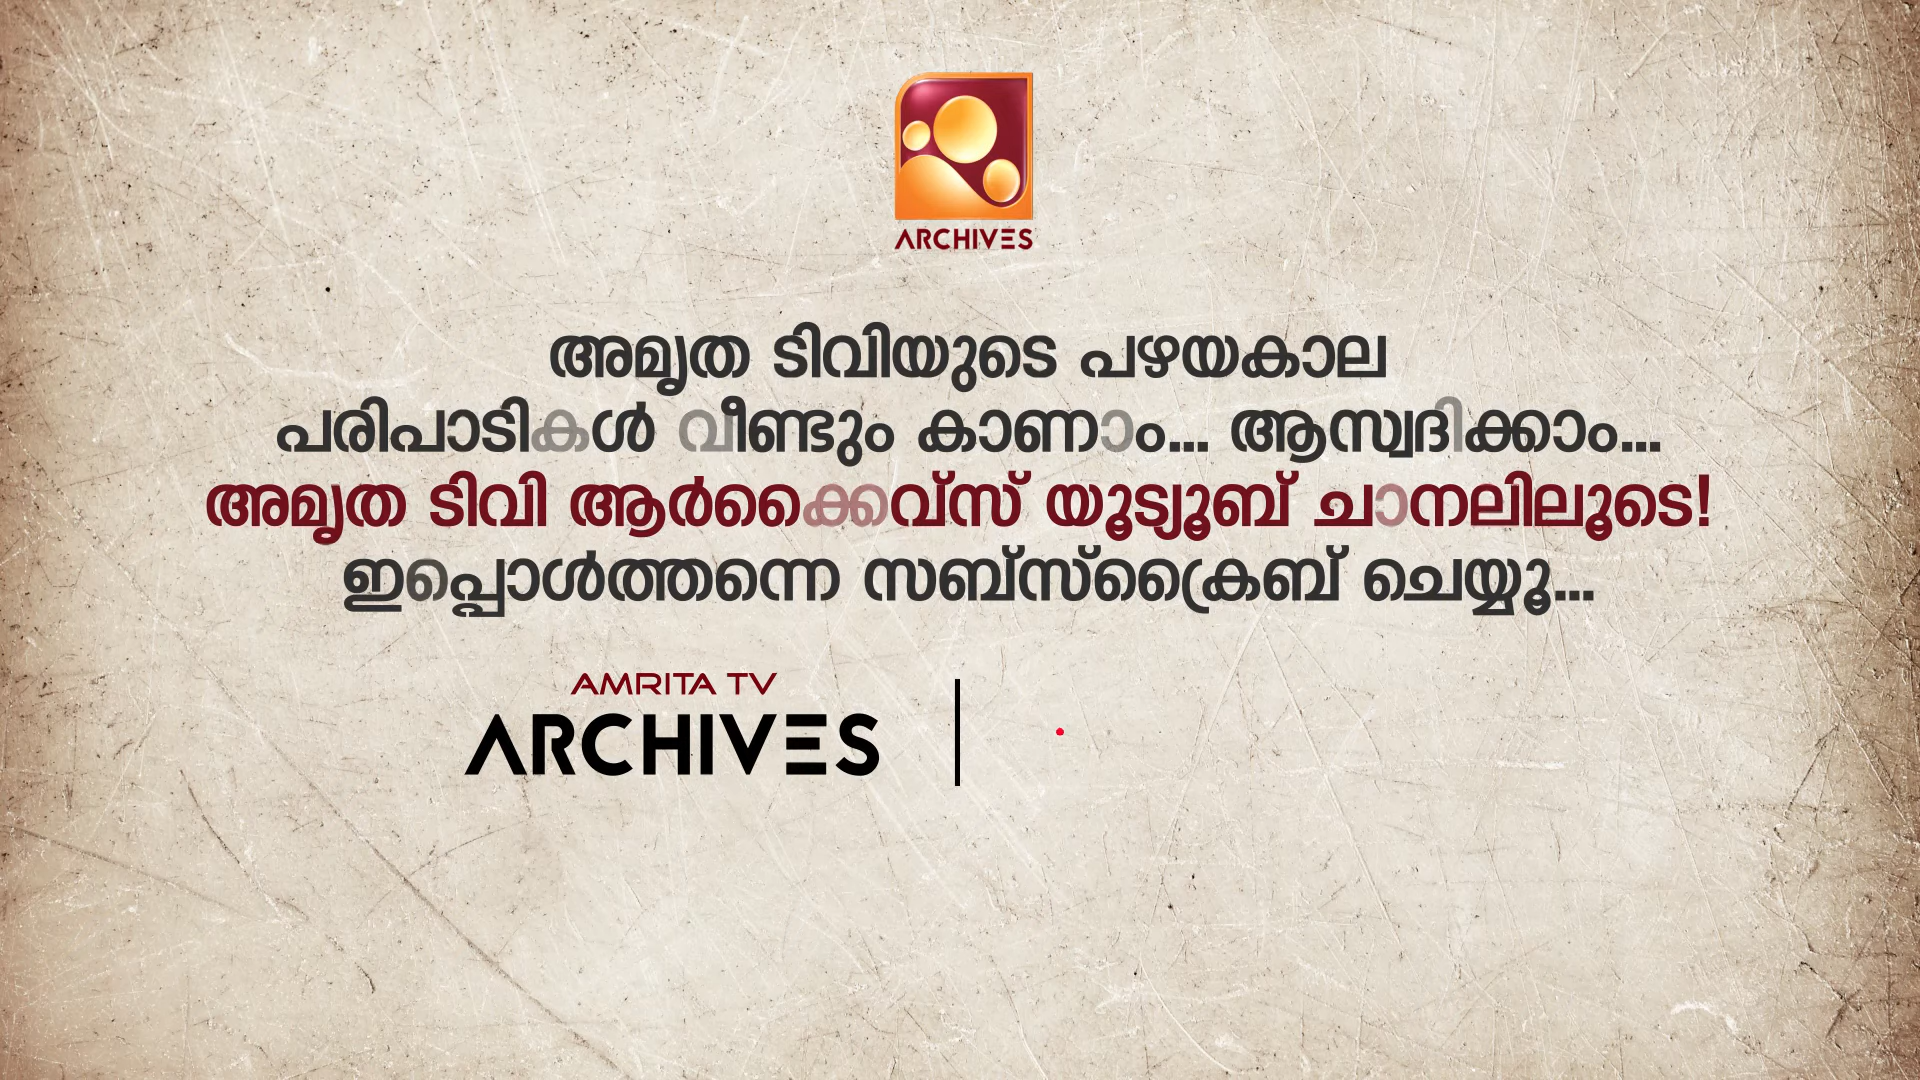 ARCHIVES
അമൃത ടിവിയുടെ പഴയകാല
പരിപാടികൾ വീണ്ടും കാണാം... ആസ്വദിക്കാം...
അമൃത ടിവി ആർക്കൈവ്സ് യൂട്യൂബ് ചാനലിലൂടെ!
ഇപ്പൊൾത്തന്നെ സബ്സ്ക്രൈബ് ചെയ്യൂ...
AMRITA TV
ARCHIVES